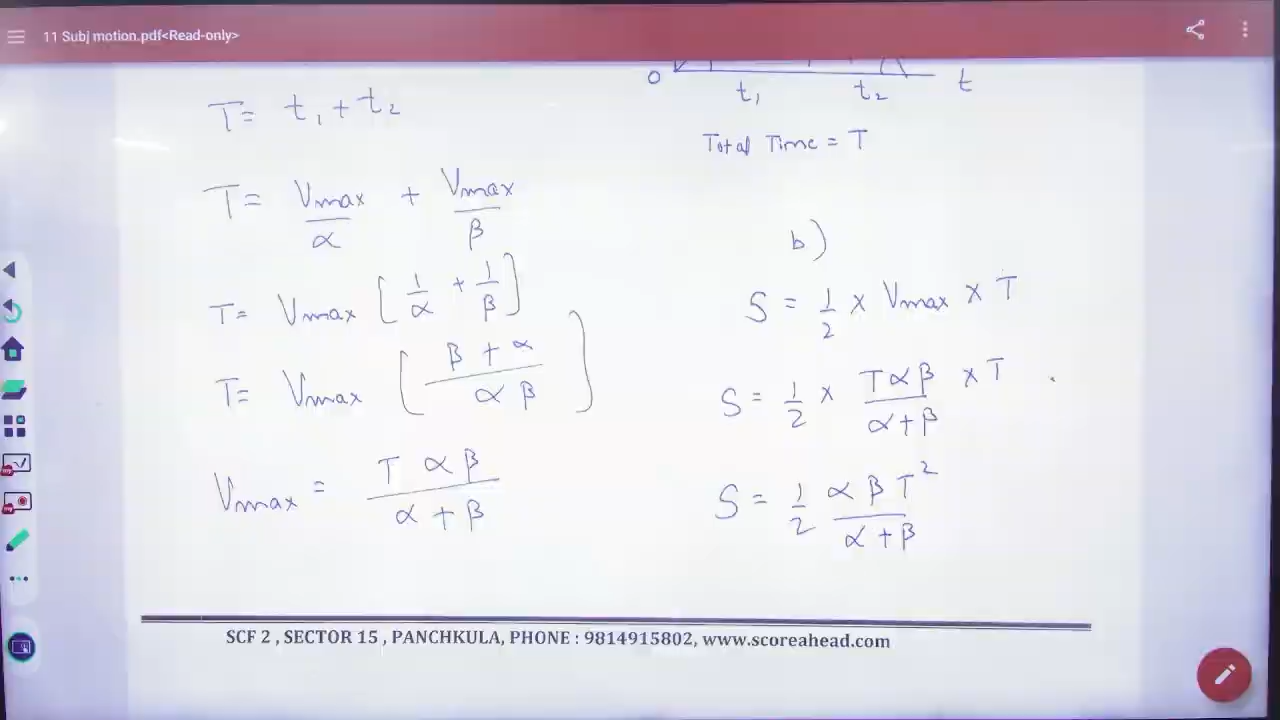 11 Subj motion.pdf<Read-only>
0 t₁ t₂ t
Total Time = T
T = t₁ + t₂
T = Vmax/α + Vmax/β
T = Vmax [1/α + 1/β]
T = Vmax [β + α / α β]
Vmax = T α β / α + β
b)
S = 1/2 × Vmax × T
S = 1/2 × Tαβ/α+β × T
S = 1/2 α β T²/α+β
SCF 2 , SECTOR 15 , PANCHKULA, PHONE : 9814915802, www.scoreahead.com